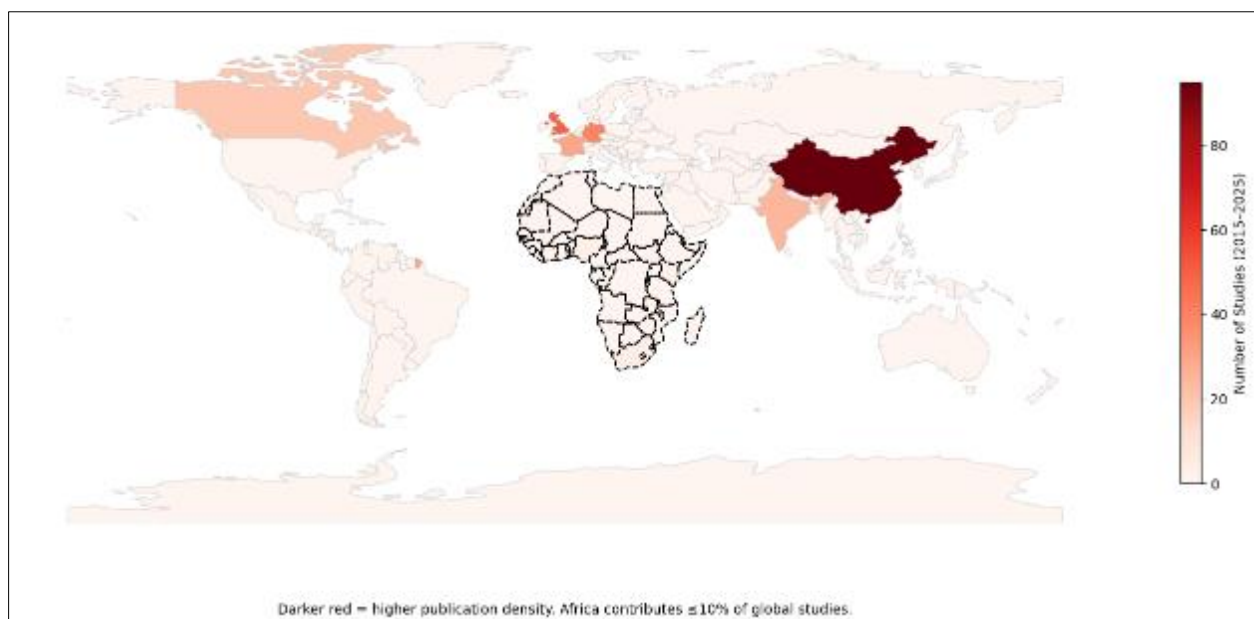 80
60
40
20
0
Number of Studies (2015–2025)
Darker red = higher publication density. Africa contributes ≤10% of global studies.